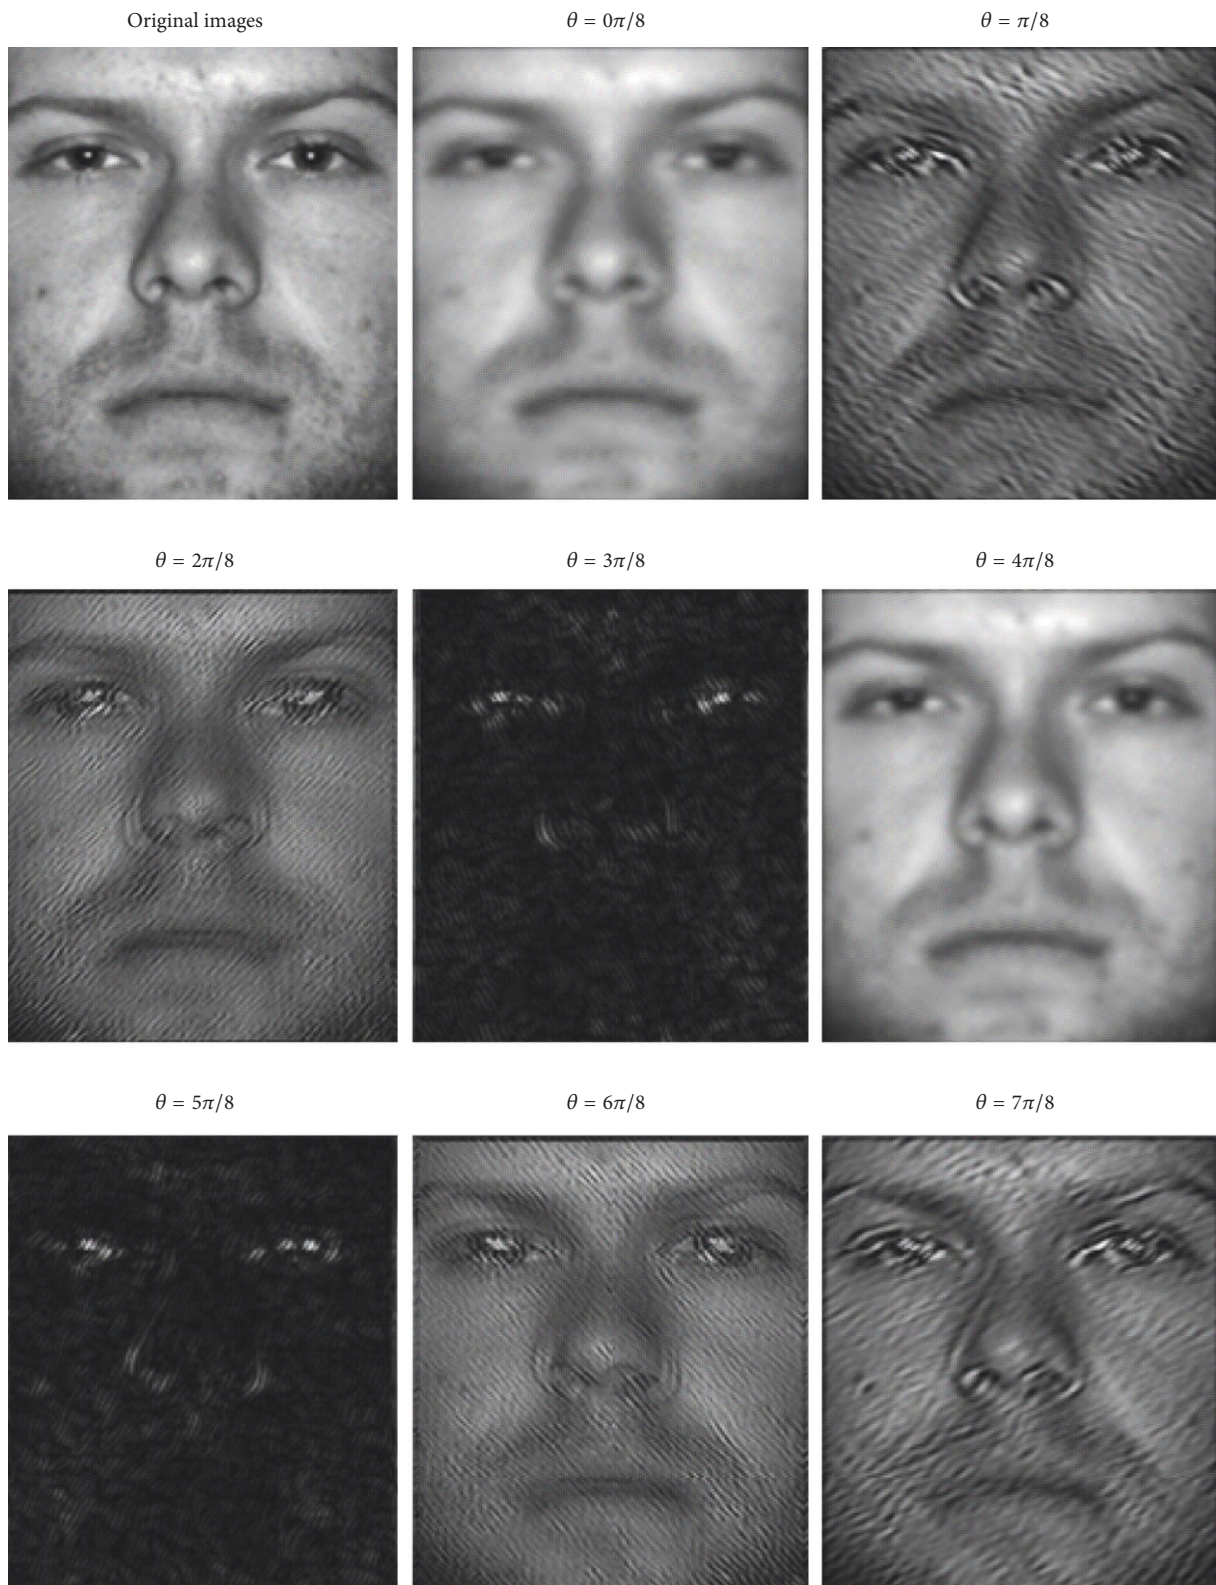 Original images
θ = 0π/8
θ = π/8
θ = 2π/8
θ = 3π/8
θ = 4π/8
θ = 5π/8
θ = 6π/8
θ = 7π/8